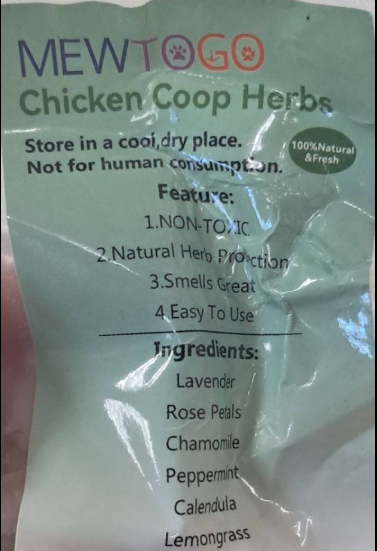 MEWTOGO
Chicken Coop Herbs
Store in a cool,dry place.
Not for human consumption.
100%Natural
&Fresh
Feature:
1.NON-TOXIC
2.Natural Herb Protection
3.Smells Great
4.Easy To Use
Ingredients:
Lavender
Rose Petals
Chamomile
Peppermint
Calendula
Lemongrass